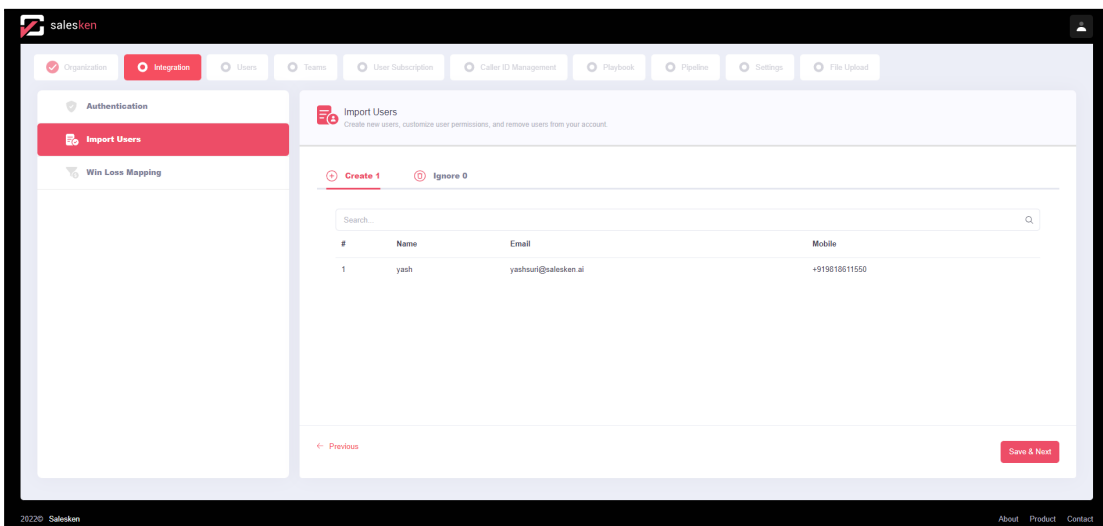 salesken
Organization Integration Users Teams User Subscription Caller ID Management Playbook Pipeline Settings File Upload
Authentication
Import Users
Win Loss Mapping
Import Users
Create new users, customize user permissions, and remove users from your account.
Create 1 Ignore 0
Search...
# Name Email Mobile
1 yash yashsuri@salesken.ai +919818611550
← Previous
Save & Next
2022© Salesken About Product Contact